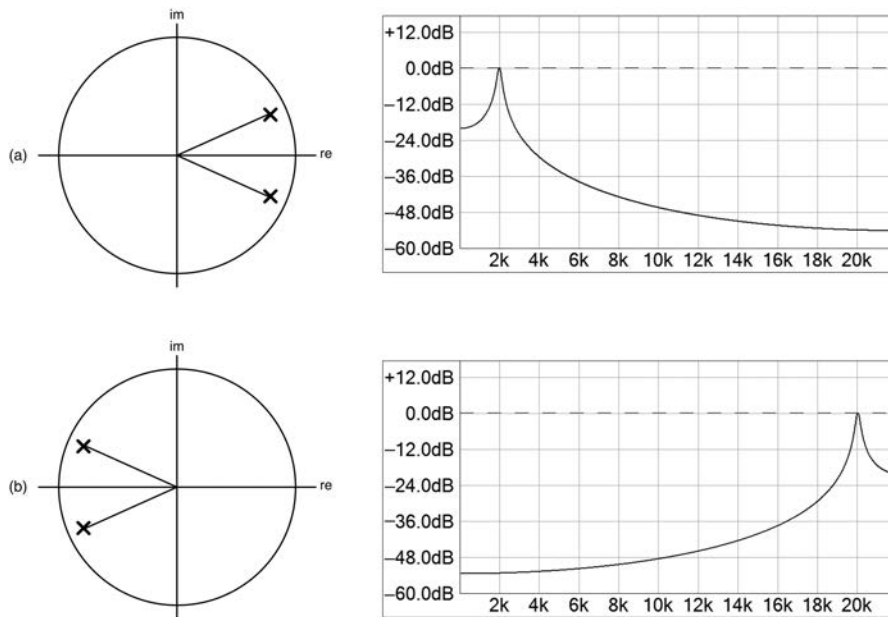 im
(a)
re
+12.0dB
0.0dB
–12.0dB
–24.0dB
–36.0dB
–48.0dB
–60.0dB
2k 4k 6k 8k 10k 12k 14k 16k 18k 20k
im
(b)
re
+12.0dB
0.0dB
–12.0dB
–24.0dB
–36.0dB
–48.0dB
–60.0dB
2k 4k 6k 8k 10k 12k 14k 16k 18k 20k